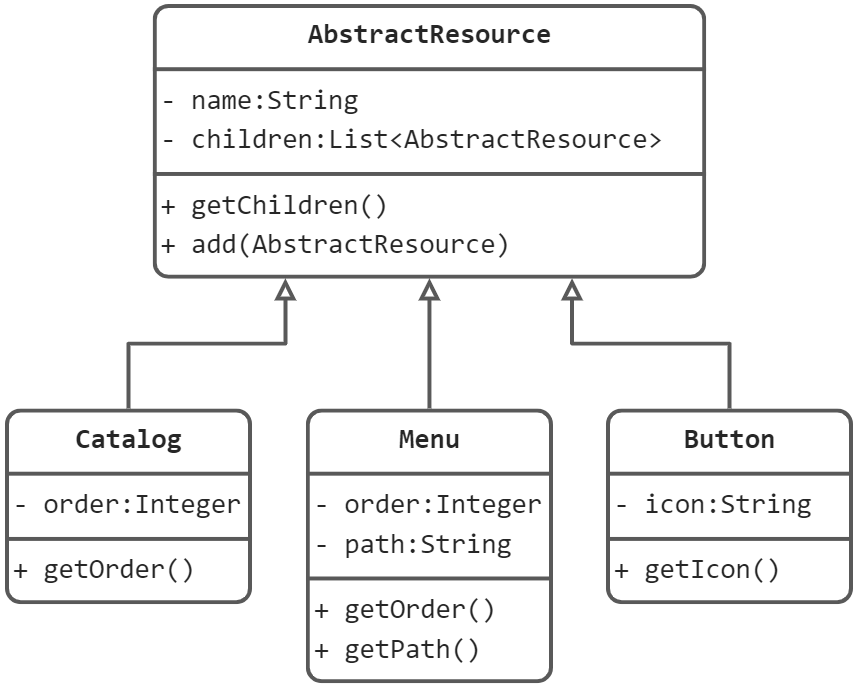 AbstractResource
- name:String
- children:List<AbstractResource>
+ getChildren()
+ add(AbstractResource)
Catalog
- order:Integer
+ getOrder()
Menu
- order:Integer
- path:String
+ getOrder()
+ getPath()
Button
- icon:String
+ getIcon()